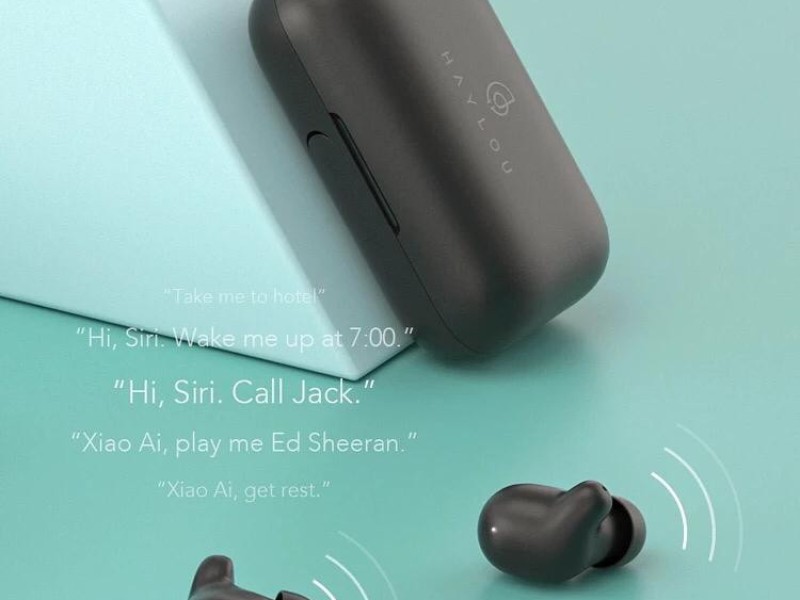 HAYLOU
“Take me to hotel”
“Hi, Siri. Wake me up at 7:00.”
“Hi, Siri. Call Jack.”
“Xiao Ai, play me Ed Sheeran.”
“Xiao Ai, get rest.”